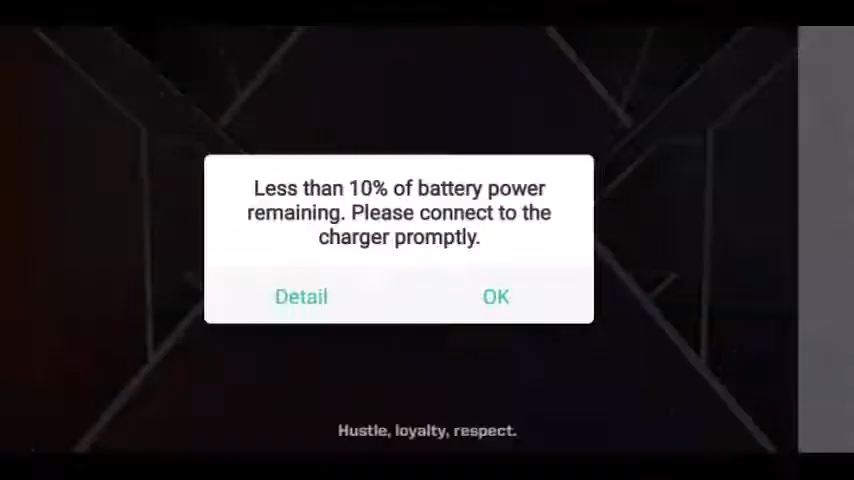 Less than 10% of battery power
remaining. Please connect to the
charger promptly.
Detail OK
Hustle, loyalty, respect.